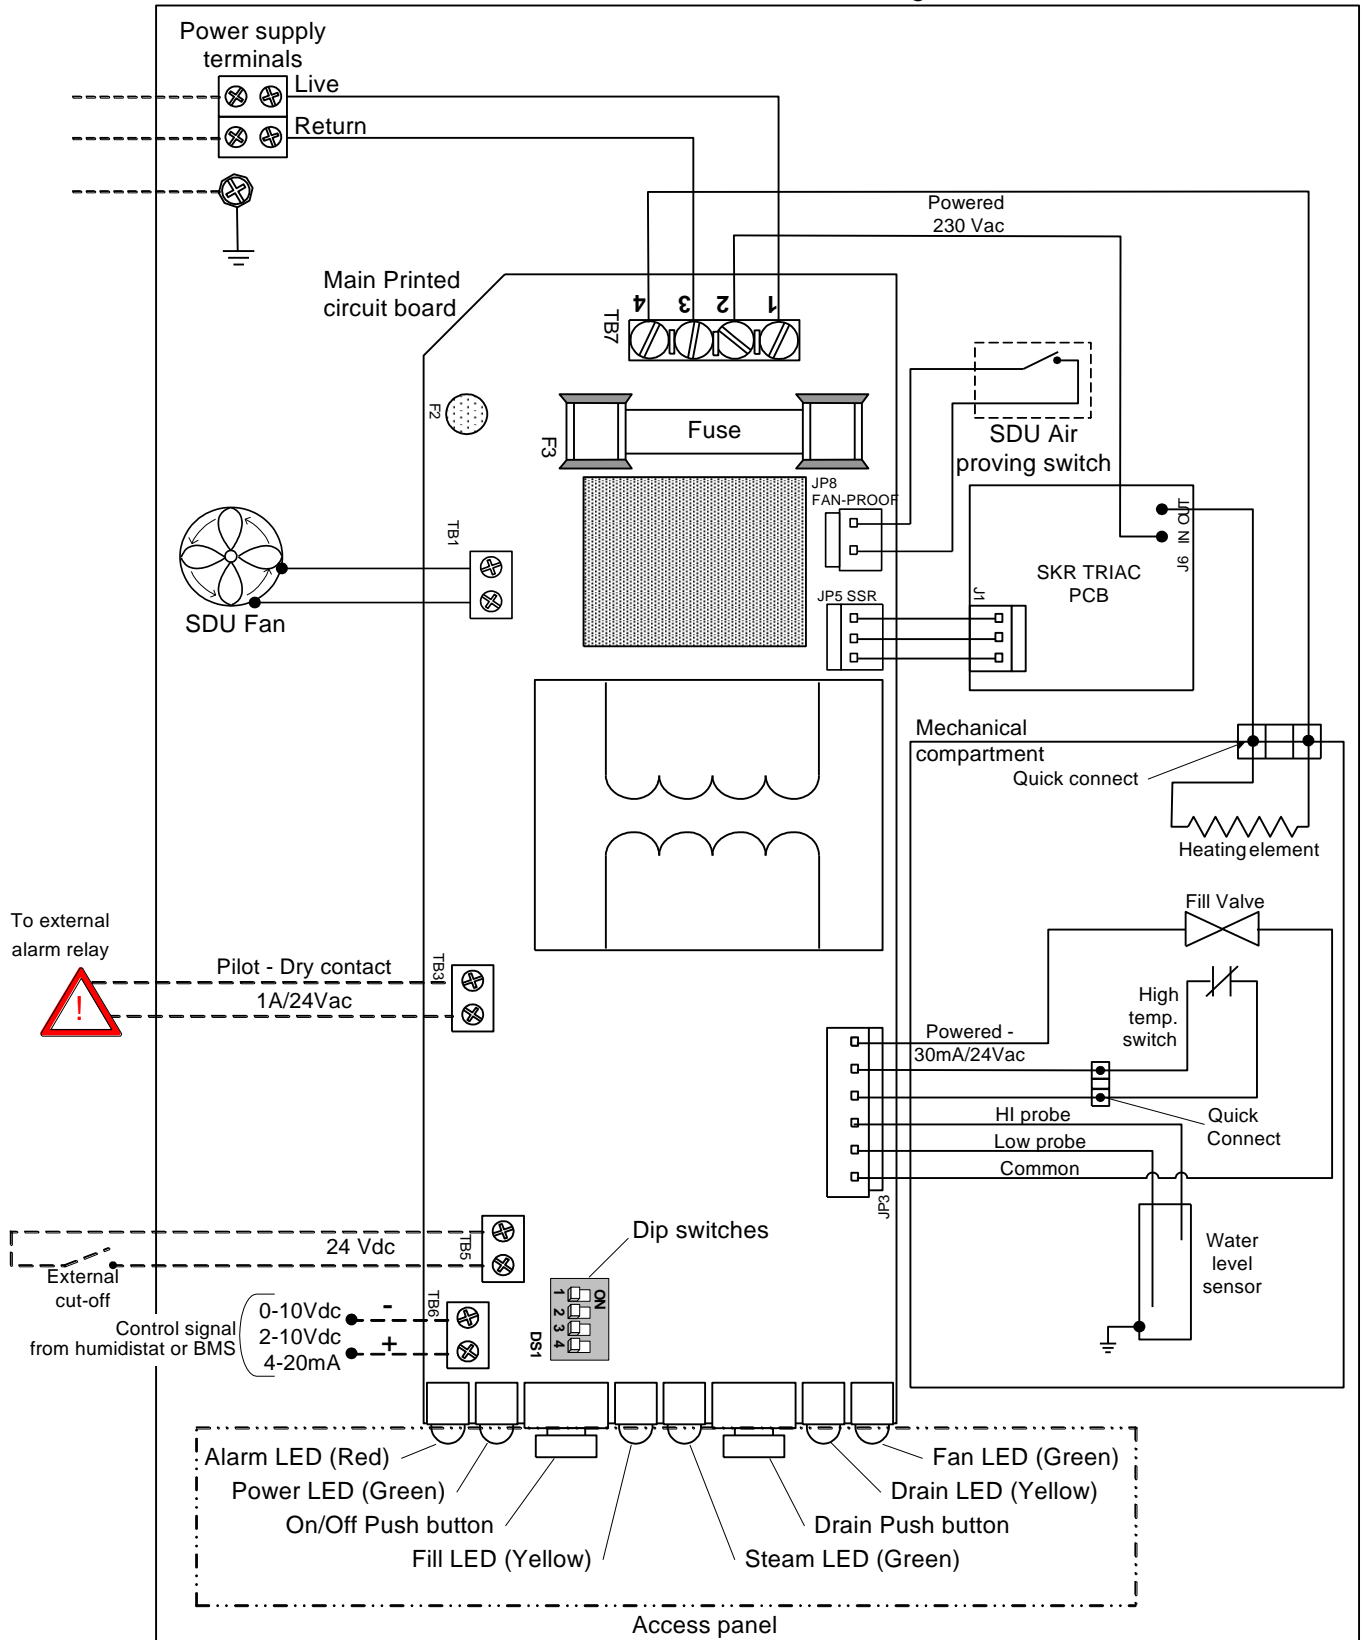 Power supply
terminals
Live
Return
Powered
230 Vac
Main Printed
circuit board
4 3 2 1
TB7
F2
F3
Fuse
SDU Air
proving switch
JP8
FAN-PROOF
TB1
SDU Fan
JP5 SSR
J1
SKR TRIAC
PCB
IN OUT
J6
Mechanical
compartment
Quick connect
Heating element
Fill Valve
To external
alarm relay
!
Pilot - Dry contact
1A/24Vac
TB3
High
temp.
switch
Powered -
30mA/24Vac
Quick
Connect
HI probe
Low probe
Common
JP3
Water
level
sensor
24 Vdc
TB5
External
cut-off
Dip switches
ON
1
2
3
4
DS1
TB6
Control signal
from humidistat or BMS
0-10Vdc
2-10Vdc
4-20mA
-
+
Alarm LED (Red)
Power LED (Green)
On/Off Push button
Fill LED (Yellow)
Fan LED (Green)
Drain LED (Yellow)
Drain Push button
Steam LED (Green)
Access panel